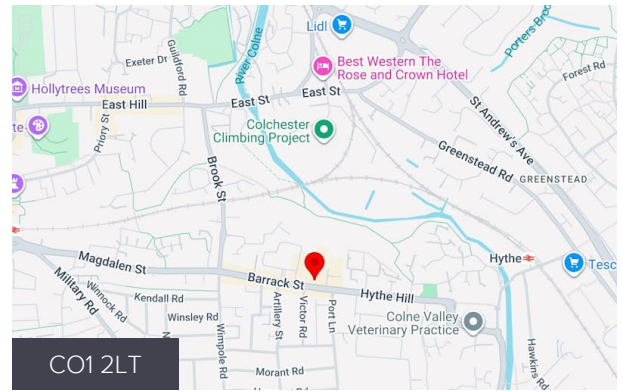 Lidl
Porters Bro
Exeter Dr
Guildford Rd
River Colne
Best Western The
Rose and Crown Hotel
Forest Rd
Hollytrees Museum
East Hill
East St
East St
St Andrew's Ave
te
Priory St
Colchester
Climbing Project
Greenstead Rd
GREENSTEAD
Brook St
Magdalen St
Hythe
Tesc
Military Rd
Winnock Rd
Kendall Rd
Barrack St
Hythe Hill
Winsley Rd
Wimpole Rd
Artillery St
Victor Rd
Port Ln
Colne Valley
Veterinary Practice
Hawkins Rd
Morant Rd
CO1 2LT